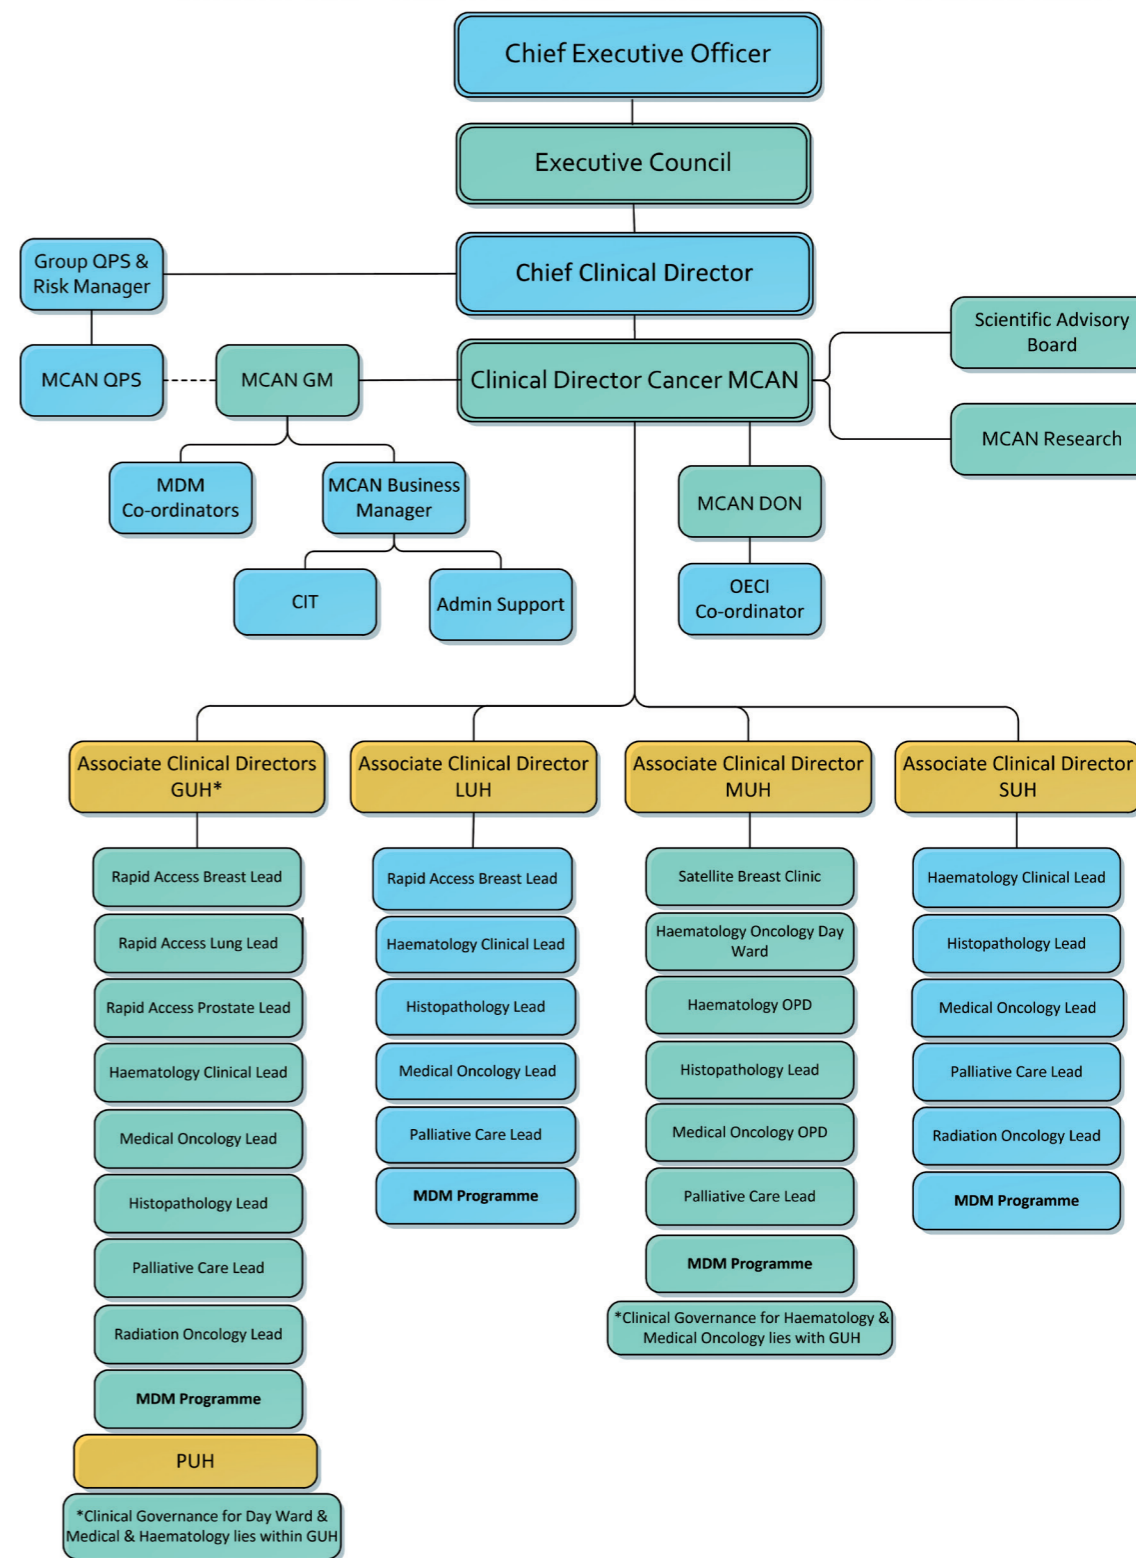 Chief Executive Officer
Executive Council
Chief Clinical Director
Group QPS &
Risk Manager
Scientific Advisory
Board
MCAN QPS
MCAN GM
Clinical Director Cancer MCAN
MCAN Research
MDM
Co-ordinators
MCAN Business
Manager
MCAN DON
CIT
Admin Support
OECI
Co-ordinator
Associate Clinical Directors
GUH*
Rapid Access Breast Lead
Rapid Access Lung Lead
Rapid Access Prostate Lead
Haematology Clinical Lead
Medical Oncology Lead
Histopathology Lead
Palliative Care Lead
Radiation Oncology Lead
MDM Programme
PUH
*Clinical Governance for Day Ward &
Medical & Haematology lies within GUH
Associate Clinical Director
LUH
Rapid Access Breast Lead
Haematology Clinical Lead
Histopathology Lead
Medical Oncology Lead
Palliative Care Lead
MDM Programme
Associate Clinical Director
MUH
Satellite Breast Clinic
Haematology Oncology Day
Ward
Haematology OPD
Histopathology Lead
Medical Oncology OPD
Palliative Care Lead
MDM Programme
*Clinical Governance for Haematology &
Medical Oncology lies with GUH
Associate Clinical Director
SUH
Haematology Clinical Lead
Histopathology Lead
Medical Oncology Lead
Palliative Care Lead
Radiation Oncology Lead
MDM Programme